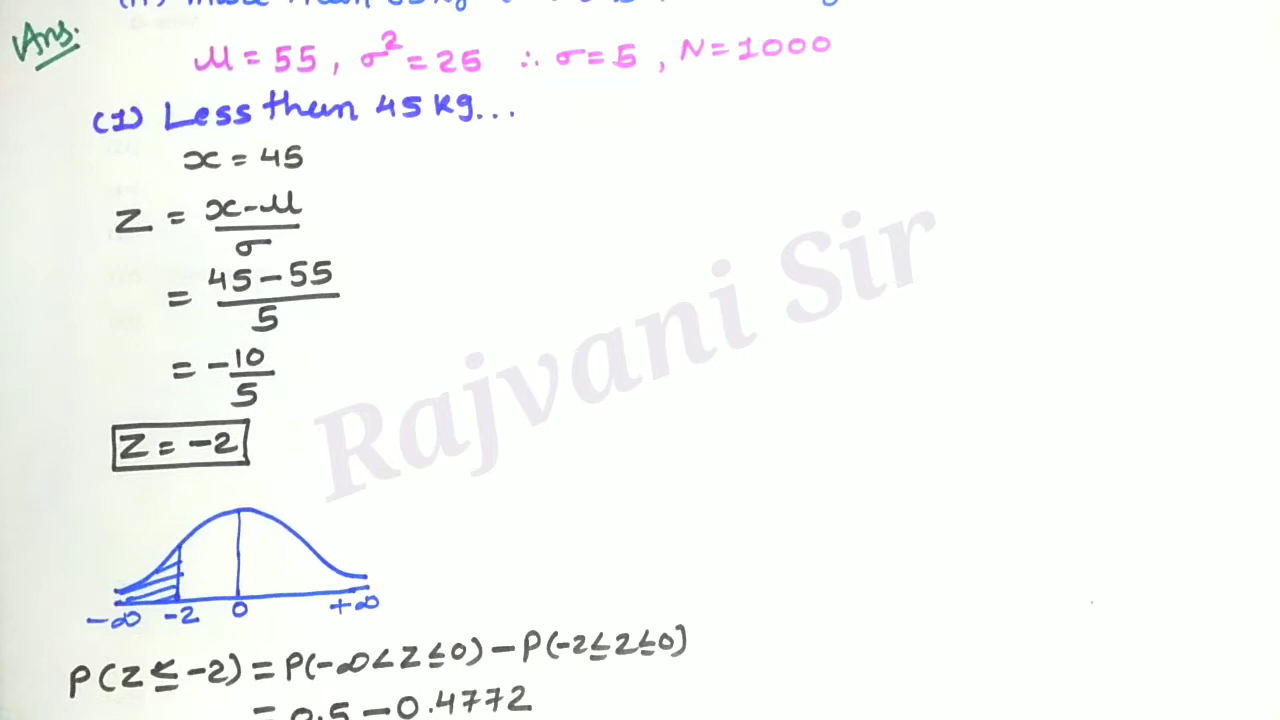 Ans.
μ = 55, σ² = 25 ∴ σ = 5, N = 1000
(1) Less then 45 kg...
x = 45
Z = x-μ / σ
= 45-55 / 5
= -10 / 5
Z = -2
-∞ -2 0 +∞
P(Z ≤ -2) = P(-∞ < Z ≤ 0) - P(-2 ≤ Z ≤ 0)
= 0.5 - 0.4772
Rajvani Sir